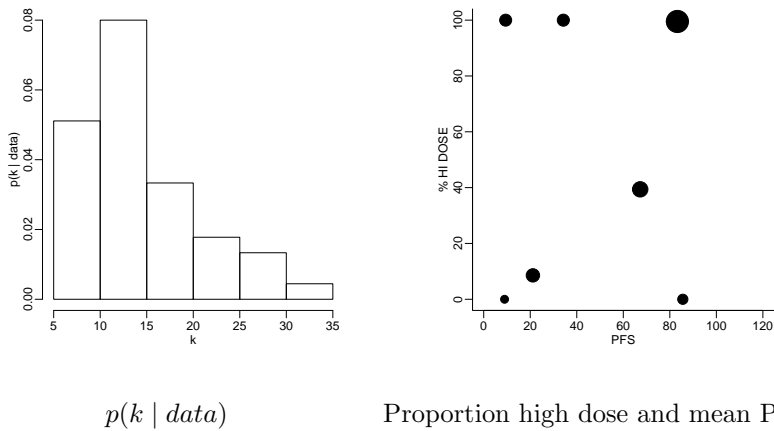 0.00 0.02 0.04 0.06 0.08
p(k | data)
5 10 15 20 25 30 35
k
0 20 40 60 80 100
% HI DOSE
0 20 40 60 80 100 120
PFS
p(k | data)
Proportion high dose and mean P